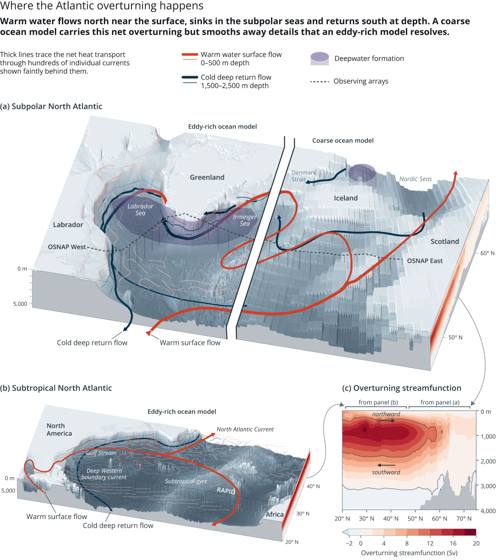 Where the Atlantic overturning happens
Warm water flows north near the surface, sinks in the subpolar seas and returns south at depth. A coarse
ocean model carries this net overturning but smooths away details that an eddy-rich model resolves.
Thick lines trace the net heat transport
through hundreds of individual currents
shown faintly behind them.
Warm water surface flow
0–500 m depth
Cold deep return flow
1,500–2,500 m depth
Deepwater formation
Observing arrays
(a) Subpolar North Atlantic
Eddy-rich ocean model
Coarse ocean model
Greenland
Denmark
Strait
Nordic Seas
Iceland
Labrador
Sea
Irminger
Sea
Labrador
OSNAP West
Scotland
OSNAP East
60° N
0 m
5,000
50° N
Cold deep return flow
Warm surface flow
(b) Subtropical North Atlantic
Eddy-rich ocean model
North
America
North Atlantic Current
Gulf Stream
Deep Western
boundary current
Subtropical gyre
RAPID
Africa
0 m
5,000
40° N
30° N
20° N
Warm surface flow
Cold deep return flow
(c) Overturning streamfunction
from panel (b)
from panel (a)
northward
southward
0 m
1,000
2,000
3,000
4,000
20° N
30° N
40° N
50° N
60° N
70° N
−2
0
4
8
12
16
20
Overturning streamfunction (Sv)